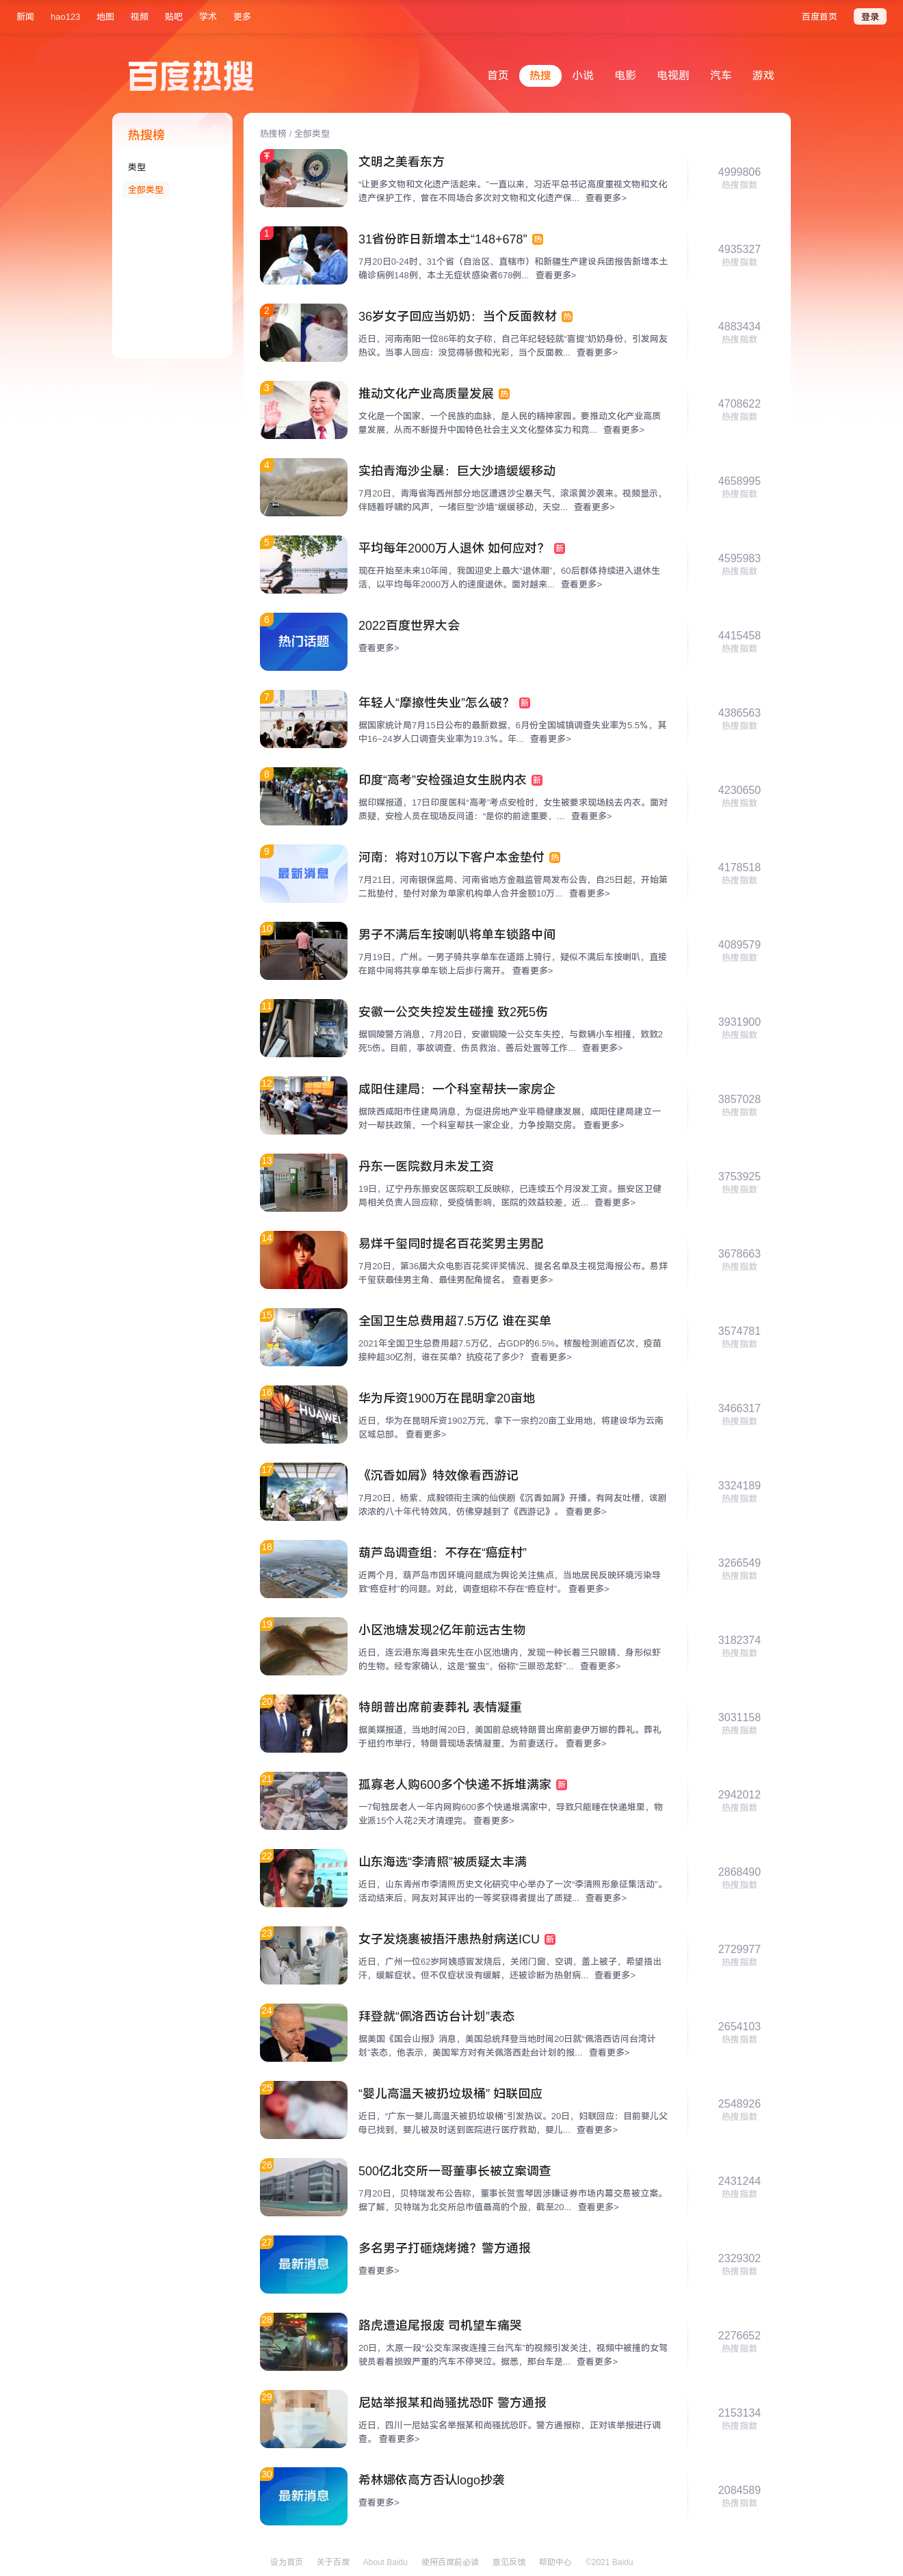 新闻 hao123 地图 视频 贴吧 学术 更多 百度首页 登录
百度热搜
首页 热搜 小说 电影 电视剧 汽车 游戏
热搜榜
类型
全部类型
热搜榜 / 全部类型
文明之美看东方
“让更多文物和文化遗产活起来。”一直以来，习近平总书记高度重视文物和文化
遗产保护工作，曾在不同场合多次对文物和文化遗产保... 查看更多>
4999806
热搜指数
1
31省份昨日新增本土“148+678” 热
7月20日0-24时，31个省（自治区、直辖市）和新疆生产建设兵团报告新增本土
确诊病例148例，本土无症状感染者678例... 查看更多>
4935327
热搜指数
2
36岁女子回应当奶奶：当个反面教材 热
近日，河南南阳一位86年的女子称，自己年纪轻轻就“喜提”奶奶身份，引发网友
热议。当事人回应：没觉得骄傲和光彩，当个反面教... 查看更多>
4883434
热搜指数
3
推动文化产业高质量发展 热
文化是一个国家、一个民族的血脉，是人民的精神家园。要推动文化产业高质
量发展，从而不断提升中国特色社会主义文化整体实力和竞... 查看更多>
4708622
热搜指数
4
实拍青海沙尘暴：巨大沙墙缓缓移动
7月20日，青海省海西州部分地区遭遇沙尘暴天气，滚滚黄沙袭来。视频显示，
伴随着呼啸的风声，一堵巨型“沙墙”缓缓移动，天空... 查看更多>
4658995
热搜指数
5
平均每年2000万人退休 如何应对？ 新
现在开始至未来10年间，我国迎史上最大“退休潮”，60后群体持续进入退休生
活，以平均每年2000万人的速度退休。面对越来... 查看更多>
4595983
热搜指数
6
热门话题
2022百度世界大会
查看更多>
4415458
热搜指数
7
年轻人“摩擦性失业”怎么破？ 新
据国家统计局7月15日公布的最新数据，6月份全国城镇调查失业率为5.5%，其
中16~24岁人口调查失业率为19.3%。年... 查看更多>
4386563
热搜指数
8
印度“高考”安检强迫女生脱内衣 新
据印媒报道，17日印度医科“高考”考点安检时，女生被要求现场脱去内衣。面对
质疑，安检人员在现场反问道：“是你的前途重要，... 查看更多>
4230650
热搜指数
9
最新消息
河南：将对10万以下客户本金垫付 热
7月21日，河南银保监局、河南省地方金融监管局发布公告，自25日起，开始第
二批垫付，垫付对象为单家机构单人合并金额10万... 查看更多>
4178518
热搜指数
10
男子不满后车按喇叭将单车锁路中间
7月19日，广州。一男子骑共享单车在道路上骑行，疑似不满后车按喇叭，直接
在路中间将共享单车锁上后步行离开。 查看更多>
4089579
热搜指数
11
安徽一公交失控发生碰撞 致2死5伤
据铜陵警方消息，7月20日，安徽铜陵一公交车失控，与数辆小车相撞，致致2
死5伤。目前，事故调查、伤员救治、善后处置等工作... 查看更多>
3931900
热搜指数
12
咸阳住建局：一个科室帮扶一家房企
据陕西咸阳市住建局消息，为促进房地产业平稳健康发展，咸阳住建局建立一
对一帮扶政策，一个科室帮扶一家企业，力争按期交房。 查看更多>
3857028
热搜指数
13
丹东一医院数月未发工资
19日，辽宁丹东振安区医院职工反映称，已连续五个月没发工资。振安区卫健
局相关负责人回应称，受疫情影响，医院的效益较差，近... 查看更多>
3753925
热搜指数
14
易烊千玺同时提名百花奖男主男配
7月20日，第36届大众电影百花奖评奖情况、提名名单及主视觉海报公布。易烊
千玺获最佳男主角、最佳男配角提名。 查看更多>
3678663
热搜指数
15
全国卫生总费用超7.5万亿 谁在买单
2021年全国卫生总费用超7.5万亿，占GDP的6.5%。核酸检测逾百亿次，疫苗
接种超30亿剂，谁在买单？抗疫花了多少？ 查看更多>
3574781
热搜指数
16
HUAWEI
华为斥资1900万在昆明拿20亩地
近日，华为在昆明斥资1902万元，拿下一宗约20亩工业用地，将建设华为云南
区域总部。 查看更多>
3466317
热搜指数
17
《沉香如屑》特效像看西游记
7月20日，杨紫、成毅领衔主演的仙侠剧《沉香如屑》开播。有网友吐槽，该剧
浓浓的八十年代特效风，仿佛穿越到了《西游记》。 查看更多>
3324189
热搜指数
18
葫芦岛调查组：不存在“癌症村”
近两个月，葫芦岛市因环境问题成为舆论关注焦点，当地居民反映环境污染导
致“癌症村”的问题。对此，调查组称不存在“癌症村”。 查看更多>
3266549
热搜指数
19
小区池塘发现2亿年前远古生物
近日，连云港东海县宋先生在小区池塘内，发现一种长着三只眼睛、身形似虾
的生物。经专家确认，这是“鲎虫”，俗称“三眼恐龙虾”... 查看更多>
3182374
热搜指数
20
特朗普出席前妻葬礼 表情凝重
据美媒报道，当地时间20日，美国前总统特朗普出席前妻伊万娜的葬礼。葬礼
于纽约市举行，特朗普现场表情凝重，为前妻送行。 查看更多>
3031158
热搜指数
21
孤寡老人购600多个快递不拆堆满家 新
一7旬独居老人一年内网购600多个快递堆满家中，导致只能睡在快递堆里，物
业派15个人花2天才清理完。 查看更多>
2942012
热搜指数
22
山东海选“李清照”被质疑太丰满
近日，山东青州市李清照历史文化研究中心举办了一次“李清照形象征集活动”。
活动结束后，网友对其评出的一等奖获得者提出了质疑... 查看更多>
2868490
热搜指数
23
女子发烧裹被捂汗患热射病送ICU 新
近日，广州一位62岁阿姨感冒发烧后，关闭门窗、空调，盖上被子，希望捂出
汗，缓解症状。但不仅症状没有缓解，还被诊断为热射病... 查看更多>
2729977
热搜指数
24
拜登就“佩洛西访台计划”表态
据美国《国会山报》消息，美国总统拜登当地时间20日就“佩洛西访问台湾计
划”表态，他表示，美国军方对有关佩洛西赴台计划的报... 查看更多>
2654103
热搜指数
25
“婴儿高温天被扔垃圾桶” 妇联回应
近日，“广东一婴儿高温天被扔垃圾桶”引发热议。20日，妇联回应：目前婴儿父
母已找到，婴儿被及时送到医院进行医疗救助，婴儿... 查看更多>
2548926
热搜指数
26
500亿北交所一哥董事长被立案调查
7月20日，贝特瑞发布公告称，董事长贺雪琴因涉嫌证券市场内幕交易被立案。
据了解，贝特瑞为北交所总市值最高的个股，截至20... 查看更多>
2431244
热搜指数
27
最新消息
多名男子打砸烧烤摊？警方通报
查看更多>
2329302
热搜指数
28
路虎遭追尾报废 司机望车痛哭
20日，太原一段“公交车深夜连撞三台汽车”的视频引发关注，视频中被撞的女驾
驶员看着损毁严重的汽车不停哭泣。据悉，那台车是... 查看更多>
2276652
热搜指数
29
尼姑举报某和尚骚扰恐吓 警方通报
近日，四川一尼姑实名举报某和尚骚扰恐吓。警方通报称，正对该举报进行调
查。 查看更多>
2153134
热搜指数
30
最新消息
希林娜依高方否认logo抄袭
查看更多>
2084589
热搜指数
设为首页 关于百度 About Baidu 使用百度前必读 意见反馈 帮助中心 ©2021 Baidu